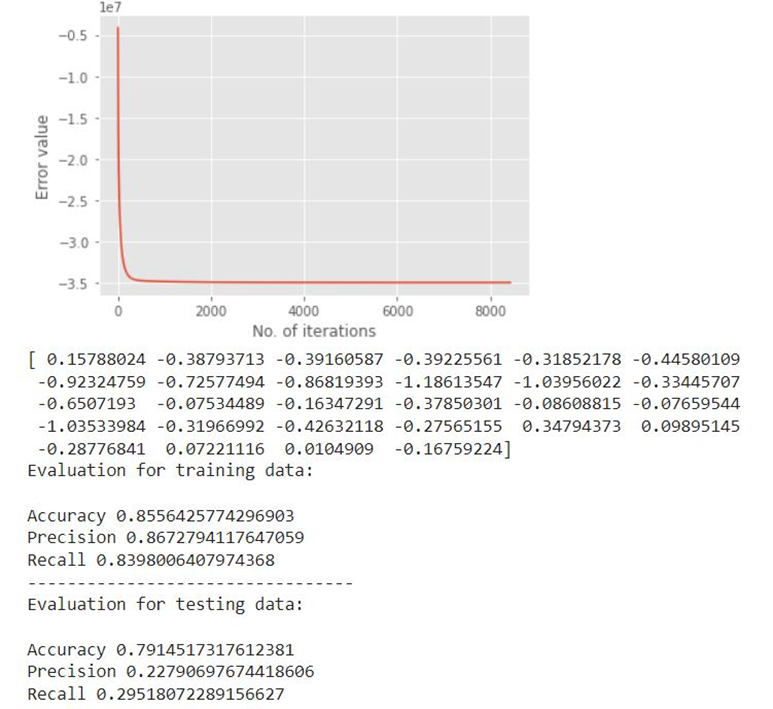 1e7
−0.5
−1.0
−1.5
−2.0
−2.5
−3.0
−3.5
Error value
0 2000 4000 6000 8000
No. of iterations
[ 0.15788024 -0.38793713 -0.39160587 -0.39225561 -0.31852178 -0.44580109
-0.92324759 -0.72577494 -0.86819393 -1.18613547 -1.03956022 -0.33445707
-0.6507193 -0.07534489 -0.16347291 -0.37850301 -0.08608815 -0.07659544
-1.03533984 -0.31966992 -0.42632118 -0.27565155 0.34794373 0.09895145
-0.28776841 0.07221116 0.0104909 -0.16759224]
Evaluation for training data:
Accuracy 0.8556425774296903
Precision 0.8672794117647059
Recall 0.8398006407974368
---------------------------------
Evaluation for testing data:
Accuracy 0.7914517317612381
Precision 0.22790697674418606
Recall 0.29518072289156627